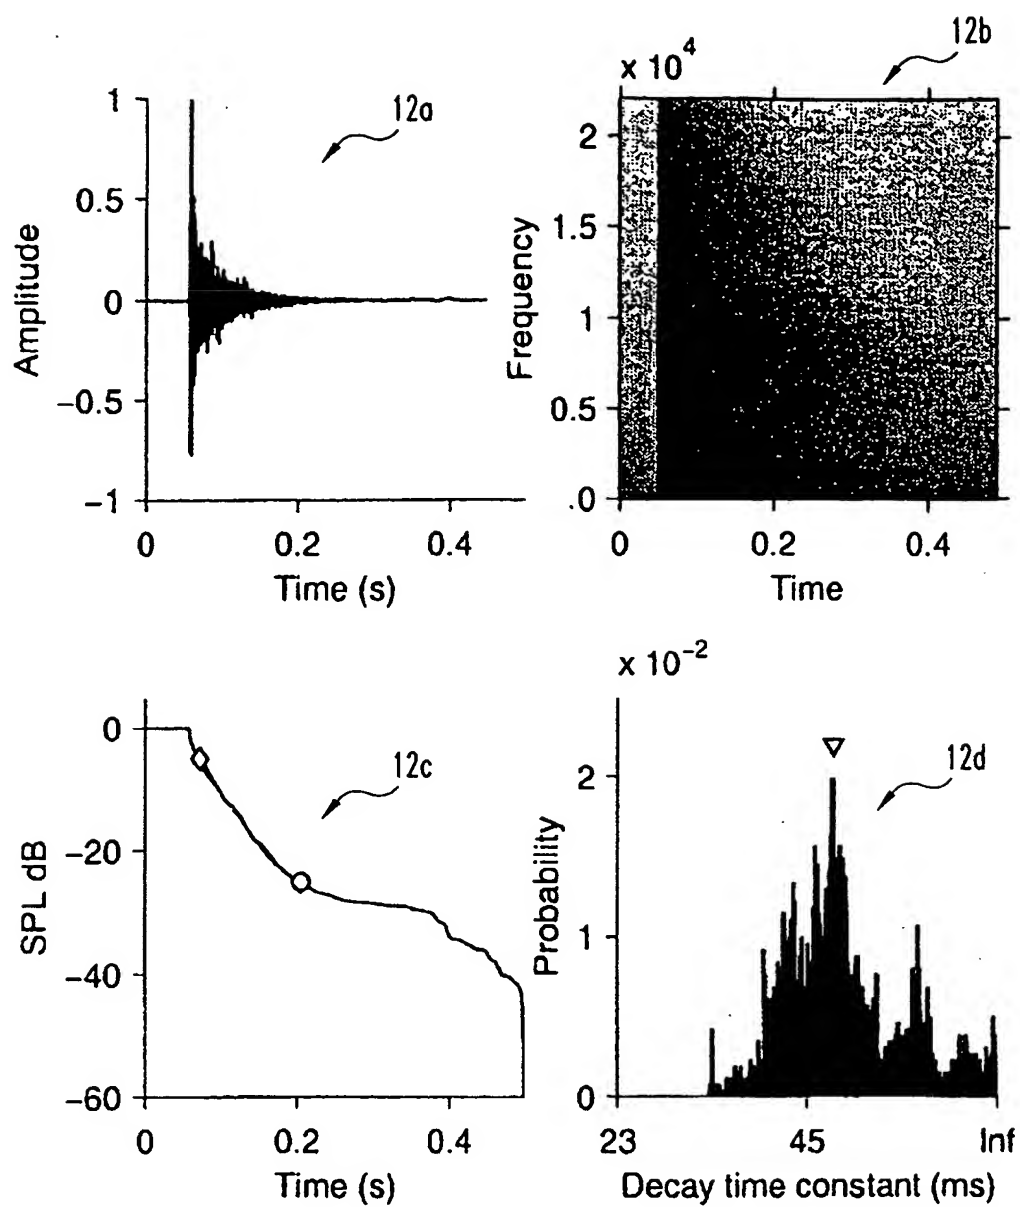 12a
Amplitude
1
0.5
0
−0.5
−1
0
0.2
0.4
Time (s)
12b
x 10^4
Frequency
2
1.5
1
0.5
.0
0
0.2
0.4
Time
12c
SPL dB
0
−20
−40
−60
0
0.2
0.4
Time (s)
12d
x 10^−2
Probability
2
1
0
23
45
Inf
Decay time constant (ms)